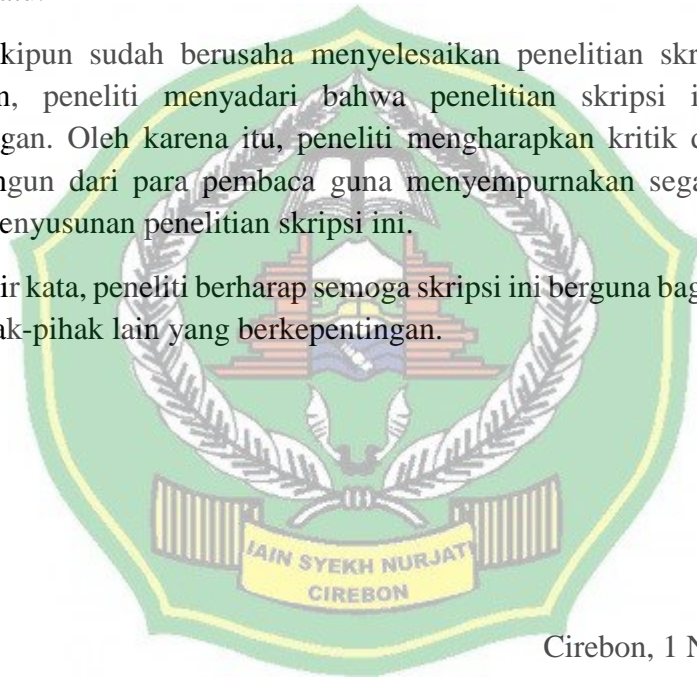 kipun sudah berusaha menyelesaikan penelitian skr
n, peneliti menyadari bahwa penelitian skripsi i
gan. Oleh karena itu, peneliti mengharapkan kritik
ngun dari para pembaca guna menyempurnakan sega
enyusunan penelitian skripsi ini.
ir kata, peneliti berharap semoga skripsi ini berguna bag
ak-pihak lain yang berkepentingan.
IAIN SYEKH NURJATI
CIREBON
Cirebon, 1 N